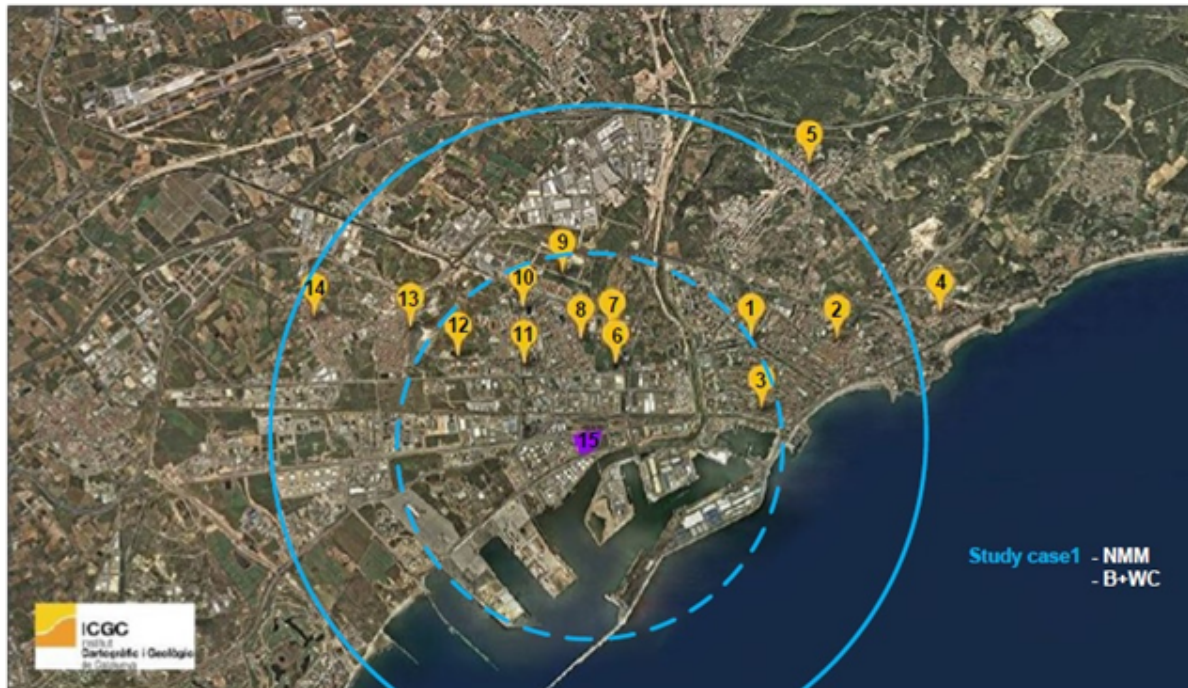 5
9
14
10
13
8
7
1
2
4
12
11
6
3
15
Study case1 - NMM
- B+WC
ICGC
Institut
Cartogràfic i Geològic
de Catalunya